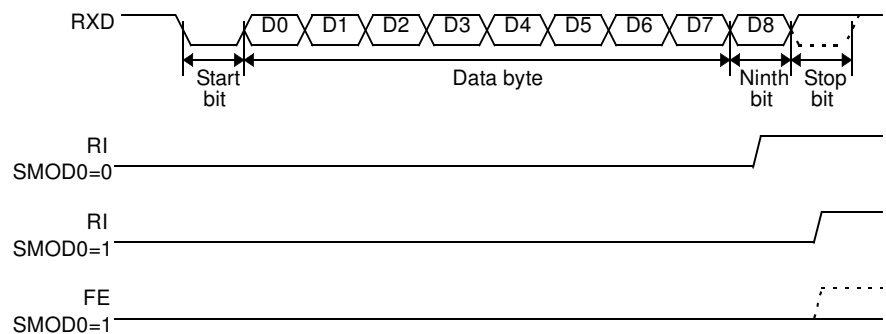 RXD D0 D1 D2 D3 D4 D5 D6 D7 D8
Start bit
Data byte
Ninth bit
Stop bit
RI
SMOD0=0
RI
SMOD0=1
FE
SMOD0=1